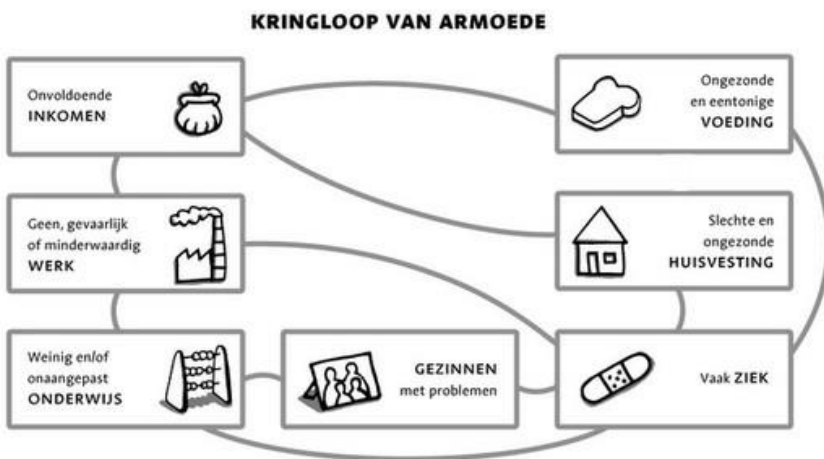 KRINGLOOP VAN ARMOEDE
Onvoldoende
INKOMEN
Ongezonde
en eentonige
VOEDING
Geen, gevaarlijk
of minderwaardig
WERK
Slechte en
ongezonde
HUISVESTING
Weinig en/of
onaangepast
ONDERWIJS
GEZINNEN
met problemen
Vaak ZIEK